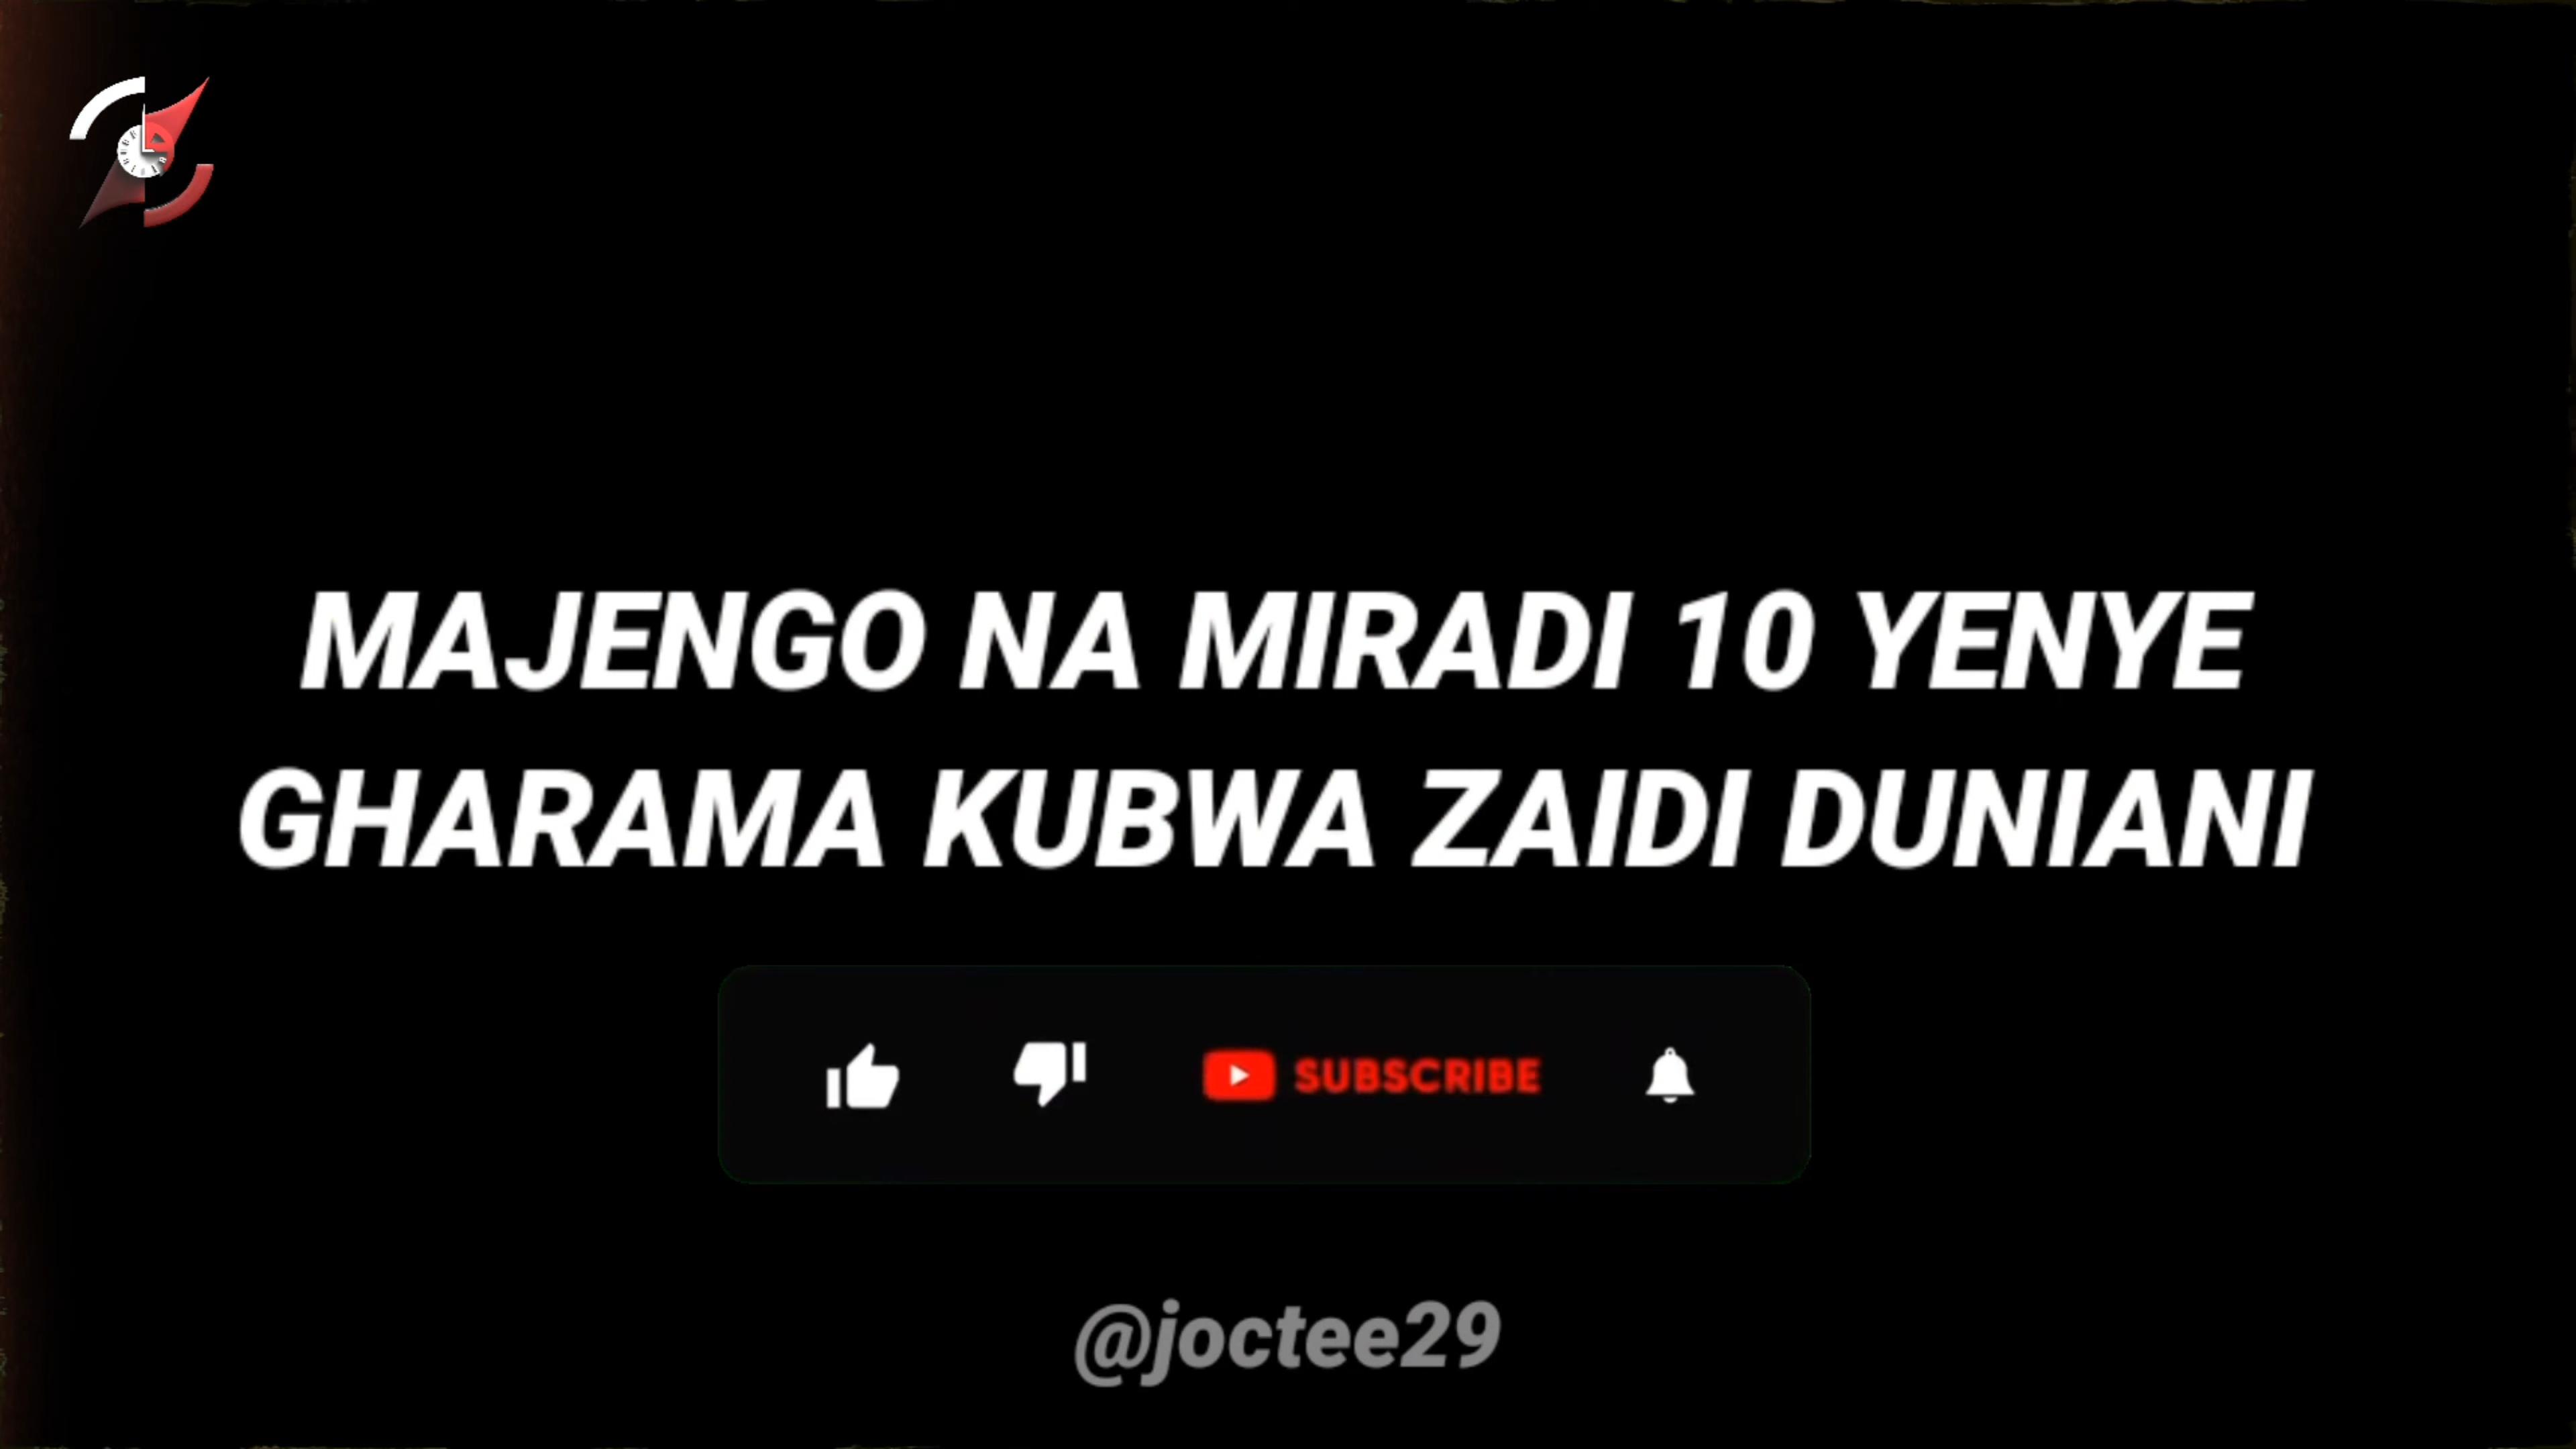 MAJENGO NA MIRADI 10 YENYE
GHARAMA KUBWA ZAIDI DUNIANI
SUBSCRIBE
@joctee29